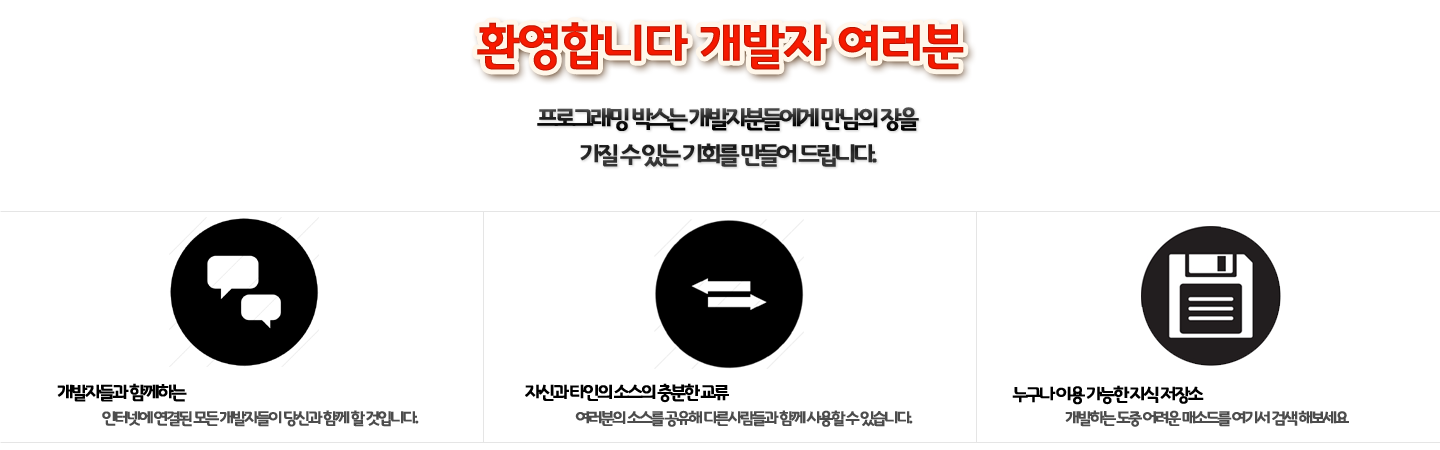 환영합니다 개발자 여러분
프로그래밍 박스는 개발자분들에게 만남의 장을
가질 수 있는 기회를 만들어 드립니다.
개발자들과 함께하는
인터넷에 연결된 모든 개발자들이 당신과 함께 할 것입니다.
자신과 타인의 소스의 충분한 교류
여러분의 소스를 공유해 다른사람들과 함께 사용할 수 있습니다.
누구나 이용 가능한 지식 저장소
개발하는 도중 어려운 매소드를 여기서 검색 해보세요.